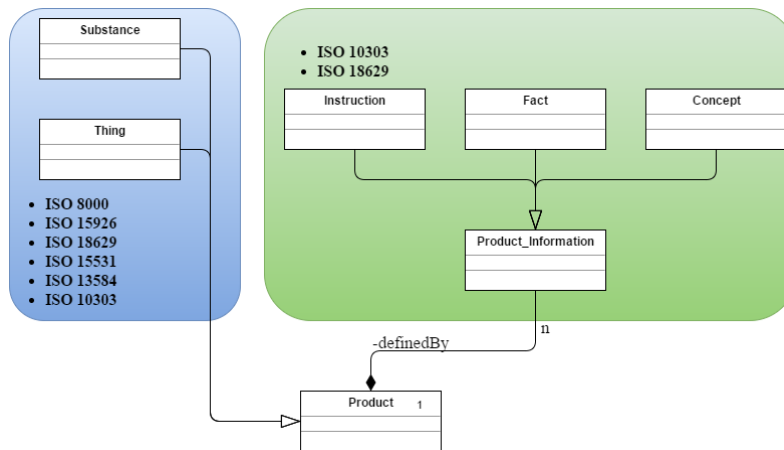 Substance
Thing
• ISO 8000
• ISO 15926
• ISO 18629
• ISO 15531
• ISO 13584
• ISO 10303
• ISO 10303
• ISO 18629
Instruction
Fact
Concept
Product_Information
n
-definedBy
Product
1